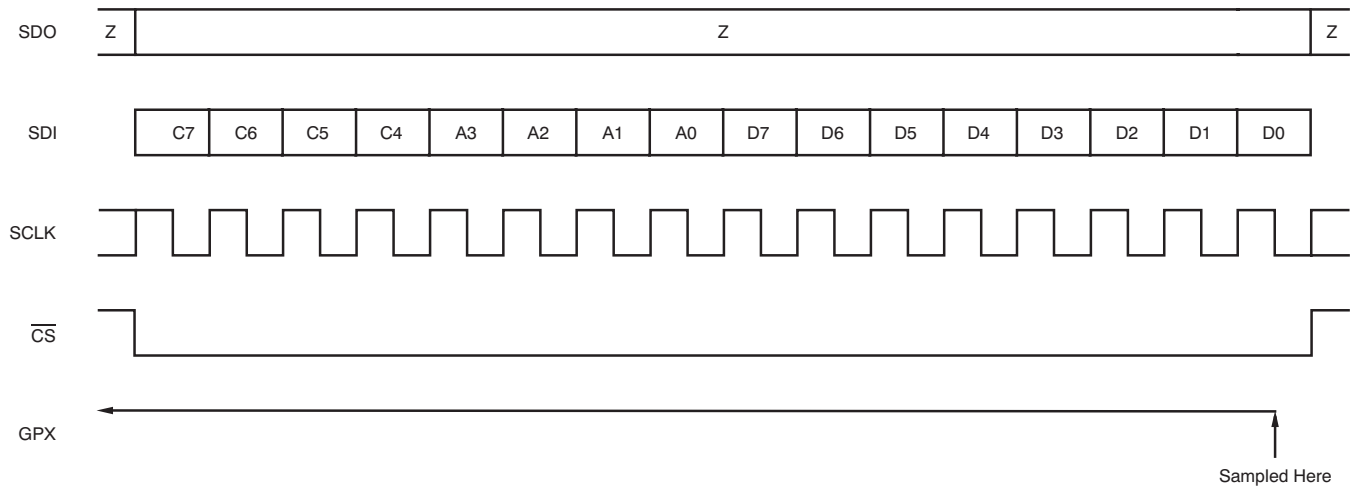 SDO Z Z Z
SDI C7 C6 C5 C4 A3 A2 A1 A0 D7 D6 D5 D4 D3 D2 D1 D0
SCLK
CS
GPX
Sampled Here